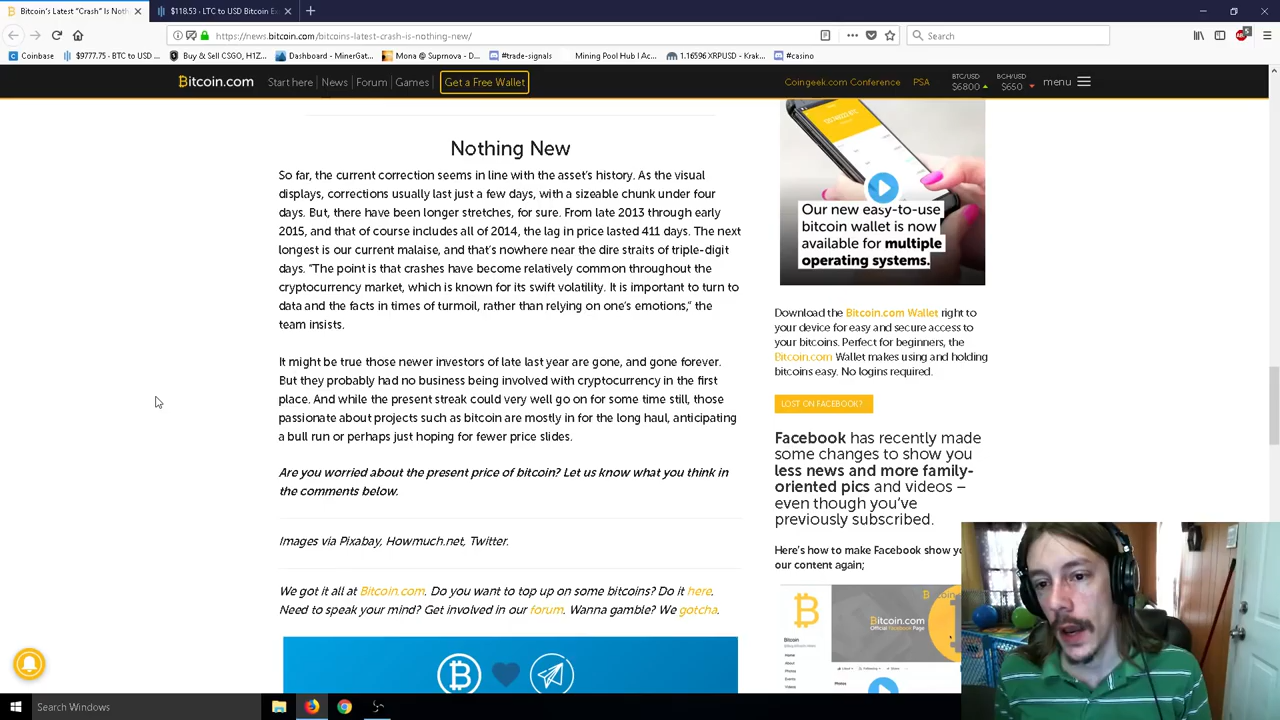 Bitcoin's Latest "Crash" Is Noth
$118.53 · LTC to USD Bitcoin E
https://news.bitcoin.com/bitcoins-latest-crash-is-nothing-new/
Search
Coinbase
$9777.75 - BTC to USD ...
Buy & Sell CSGO, H1Z...
Dashboard - MinerGat...
Mona @ Suprnova - D...
#trade-signals
Mining Pool Hub | Ac...
1.16596 XRPUSD - Krak...
#casino
Bitcoin.com
Start here
News
Forum
Games
Get a Free Wallet
Coingeek.com Conference
PSA
BTC/USD
$6800
BCH/USD
$650
menu
Nothing New
So far, the current correction seems in line with the asset's history. As the visual
displays, corrections usually last just a few days, with a sizeable chunk under four
days. But, there have been longer stretches, for sure. From late 2013 through early
2015, and that of course includes all of 2014, the lag in price lasted 411 days. The next
longest is our current malaise, and that's nowhere near the dire straits of triple-digit
days. "The point is that crashes have become relatively common throughout the
cryptocurrency market, which is known for its swift volatility. It is important to turn to
data and the facts in times of turmoil, rather than relying on one's emotions," the
team insists.
It might be true those newer investors of late last year are gone, and gone forever.
But they probably had no business being involved with cryptocurrency in the first
place. And while the present streak could very well go on for some time still, those
passionate about projects such as bitcoin are mostly in for the long haul, anticipating
a bull run or perhaps just hoping for fewer price slides.
Are you worried about the present price of bitcoin? Let us know what you think in
the comments below.
Images via Pixabay, Howmuch.net, Twitter.
We got it all at Bitcoin.com. Do you want to top up on some bitcoins? Do it here.
Need to speak your mind? Get involved in our forum. Wanna gamble? We gotcha.
Our new easy-to-use
bitcoin wallet is now
available for multiple
operating systems.
Download the Bitcoin.com Wallet right to
your device for easy and secure access to
your bitcoins. Perfect for beginners, the
Bitcoin.com Wallet makes using and holding
bitcoins easy. No logins required.
LOST ON FACEBOOK?
Facebook has recently made
some changes to show you
less news and more family-
oriented pics and videos –
even though you've
previously subscribed.
Here's how to make Facebook show yo
our content again;
Bitcoin.com
Official Facebook Page
Bitcoin
Home
About
Photos
Events
Videos
Photos
Search Windows